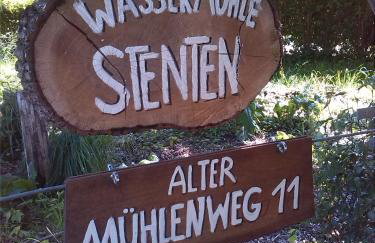 WASSERMÜHLE
STENTEN
ALTER
MÜHLENWEG 11